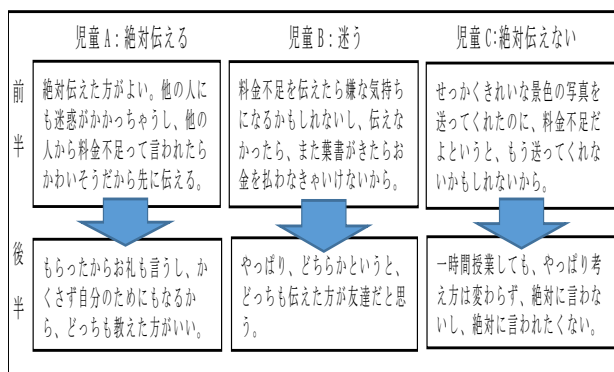 児童A:絶対伝える
児童B:迷う
児童C:絶対伝えない
前半
絶対伝えた方がよい。他の人に
も迷惑がかかっちゃうし、他の
人から料金不足って言われたら
かわいそうだから先に伝える。
料金不足を伝えたら嫌な気持ち
になるかもしれないし、伝えな
かったら、また葉書がきたらお
金を払わなきゃいけないから。
せっかくきれいな景色の写真を
送ってくれたのに、料金不足だ
よというと、もう送ってくれな
いかもしれないから。
後半
もらったからお礼も言うし、か
くさず自分のためにもなるか
ら、どっちも教えた方がいい。
やっぱり、どちらかというと、
どっちも伝えた方が友達だと思
う。
一時間授業しても、やっぱり考
え方は変わらず、絶対に言わな
いし、絶対に言われたくない。